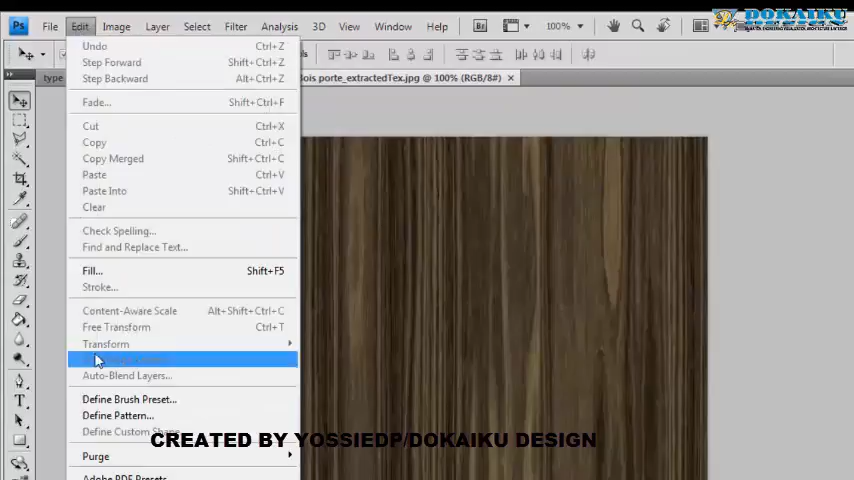 Ps File Edit Image Layer Select Filter Analysis 3D View Window Help Br 100%
DOKAIKU
type
Bois porte_extractedTex.jpg @ 100% (RGB/8#)
Undo Ctrl+Z
Step Forward Shift+Ctrl+Z
Step Backward Alt+Ctrl+Z
Fade... Shift+Ctrl+F
Cut Ctrl+X
Copy Ctrl+C
Copy Merged Shift+Ctrl+C
Paste Ctrl+V
Paste Into Shift+Ctrl+V
Clear
Check Spelling...
Find and Replace Text...
Fill... Shift+F5
Stroke...
Content-Aware Scale Alt+Shift+Ctrl+C
Free Transform Ctrl+T
Transform
Auto-Blend Layers...
Define Brush Preset...
Define Pattern...
Define Custom Shape...
CREATED BY YOSSIEDP/DOKAIKU DESIGN
Purge
Adobe PDF Presets...